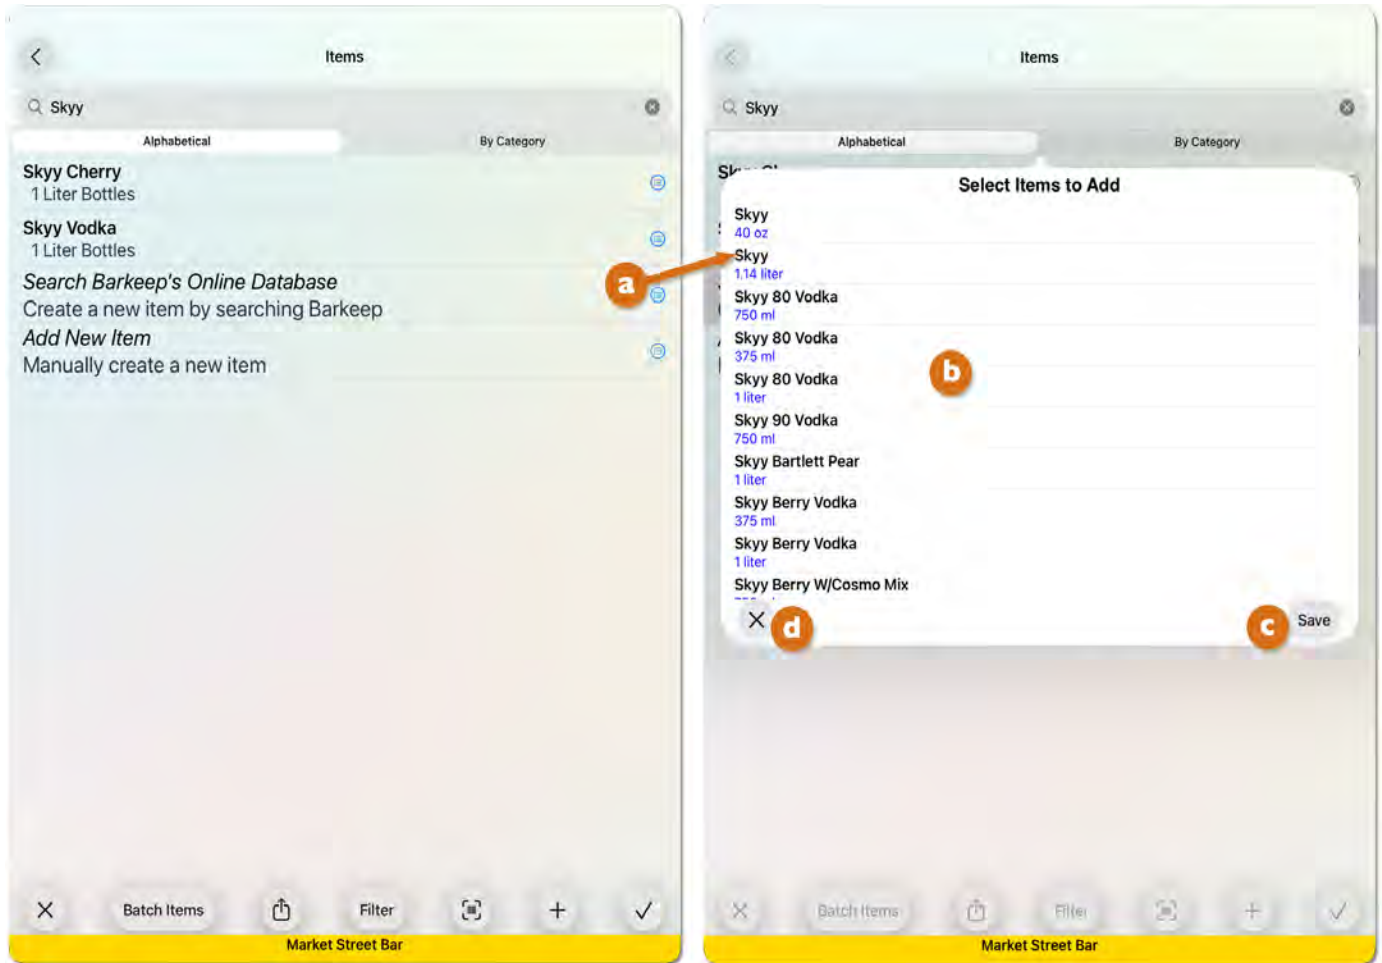 Items
Skyy
Alphabetical
By Category
Skyy Cherry
1 Liter Bottles
Skyy Vodka
1 Liter Bottles
Search Barkeep's Online Database
Create a new item by searching Barkeep
Add New Item
Manually create a new item
Batch Items
Filter
Market Street Bar
a
Items
Skyy
Alphabetical
By Category
Select Items to Add
Skyy
40 oz
Skyy
1.14 liter
Skyy 80 Vodka
750 ml
Skyy 80 Vodka
375 ml
b
Skyy 80 Vodka
1 liter
Skyy 90 Vodka
750 ml
Skyy Bartlett Pear
1 liter
Skyy Berry Vodka
375 ml
Skyy Berry Vodka
1 liter
Skyy Berry W/Cosmo Mix
d
c
Save
Batch Items
Filter
Market Street Bar